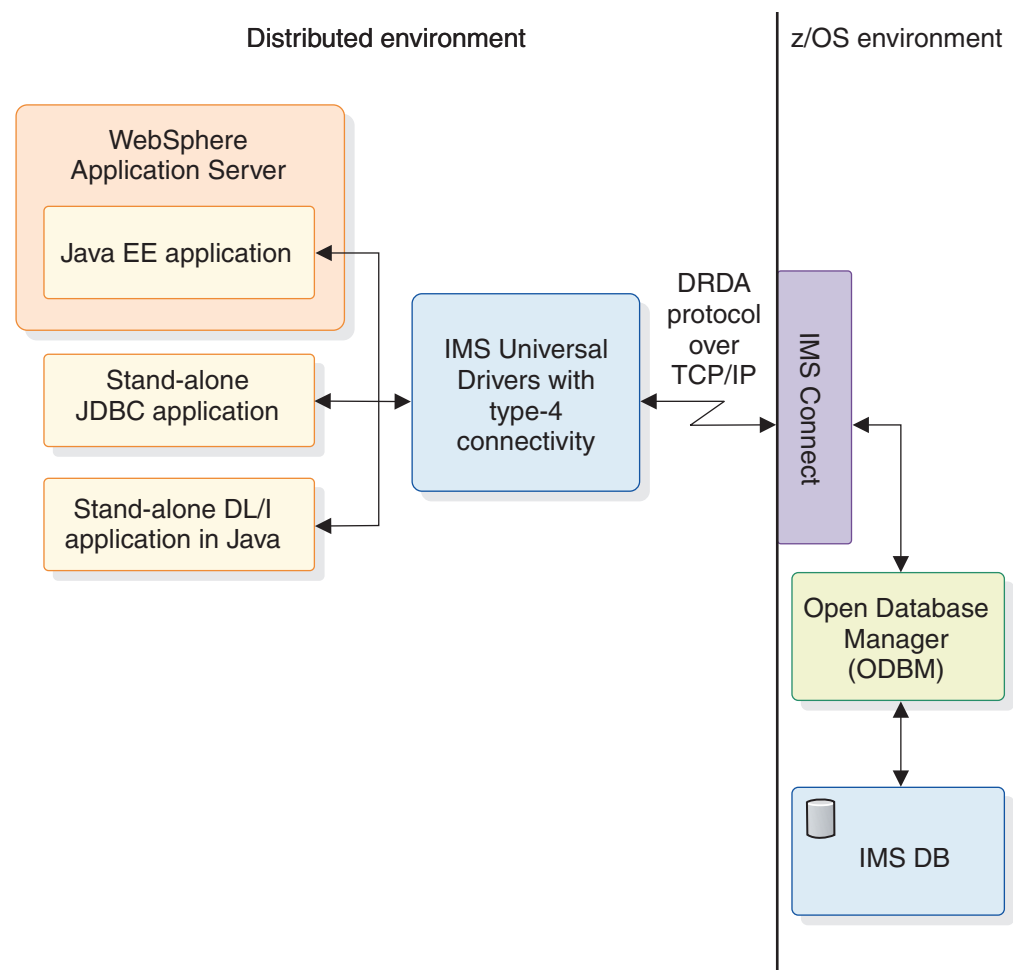 Distributed environment
z/OS environment
WebSphere
Application Server
Java EE application
Stand-alone
JDBC application
Stand-alone DL/I
application in Java
IMS Universal
Drivers with
type-4
connectivity
DRDA
protocol
over
TCP/IP
IMS Connect
Open Database
Manager
(ODBM)
IMS DB